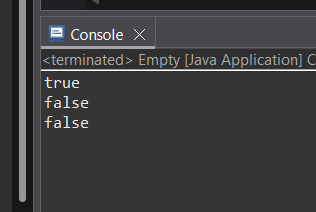 Console
<terminated> Empty [Java Application] C
true
false
false